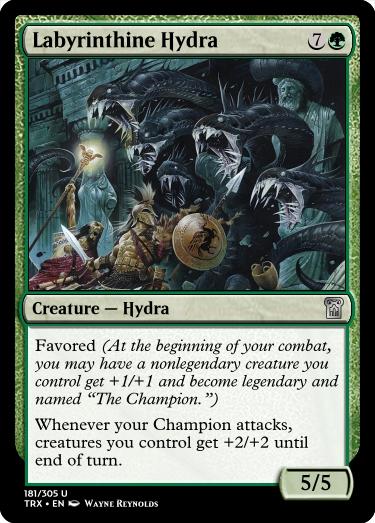 Labyrinthine Hydra 7
Creature — Hydra
Favored (At the beginning of your combat,
you may have a nonlegendary creature you
control get +1/+1 and become legendary and
named “The Champion.”)
Whenever your Champion attacks,
creatures you control get +2/+2 until
end of turn.
5/5
181/305 U
TRX • EN Wayne Reynolds